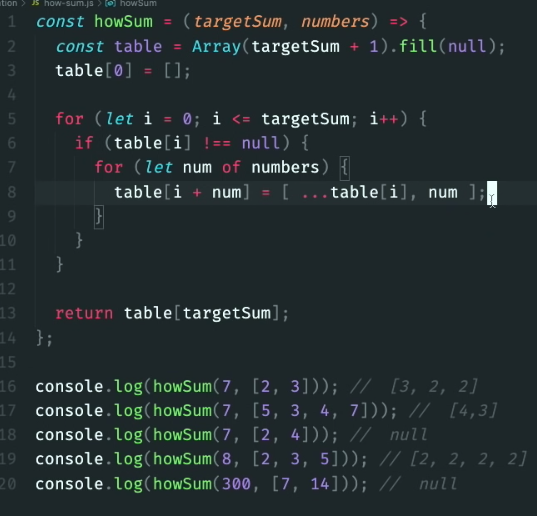 tion > JS how-sum.js > howSum
1 const howSum = (targetSum, numbers) => {
2 const table = Array(targetSum + 1).fill(null);
3 table[0] = [];
4
5 for (let i = 0; i <= targetSum; i++) {
6 if (table[i] !== null) {
7 for (let num of numbers) {
8 table[i + num] = [ ...table[i], num ];
9 }
10 }
11 }
12
13 return table[targetSum];
14 };
15
16 console.log(howSum(7, [2, 3])); // [3, 2, 2]
17 console.log(howSum(7, [5, 3, 4, 7])); // [4,3]
18 console.log(howSum(7, [2, 4])); // null
19 console.log(howSum(8, [2, 3, 5])); // [2, 2, 2, 2]
20 console.log(howSum(300, [7, 14])); // null